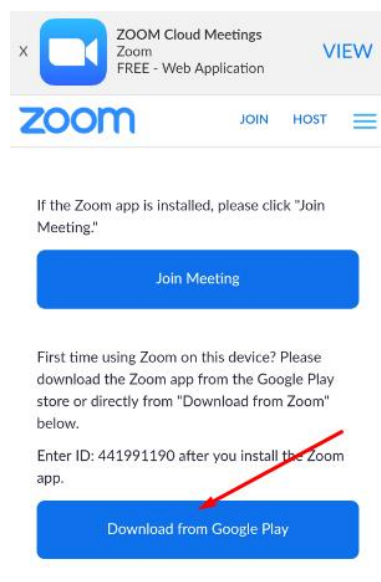 ZOOM Cloud Meetings
X
Zoom
VIEW
FREE - Web Application
zoom JOIN HOST
If the Zoom app is installed, please click "Join
Meeting."
Join Meeting
First time using Zoom on this device? Please
download the Zoom app from the Google Play
store or directly from "Download from Zoom"
below.
Enter ID: 441991190 after you install the Zoom
app.
Download from Google Play